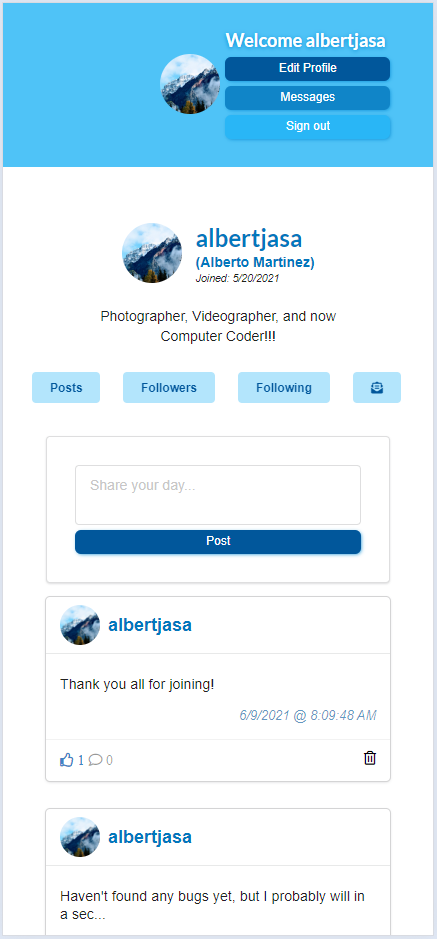 Welcome albertjasa
Edit Profile
Messages
Sign out
albertjasa
(Alberto Martinez)
Joined: 5/20/2021
Photographer, Videographer, and now
Computer Coder!!!
Posts
Followers
Following
Share your day...
Post
albertjasa
Thank you all for joining!
6/9/2021 @ 8:09:48 AM
1 0
albertjasa
Haven't found any bugs yet, but I probably will in
a sec...